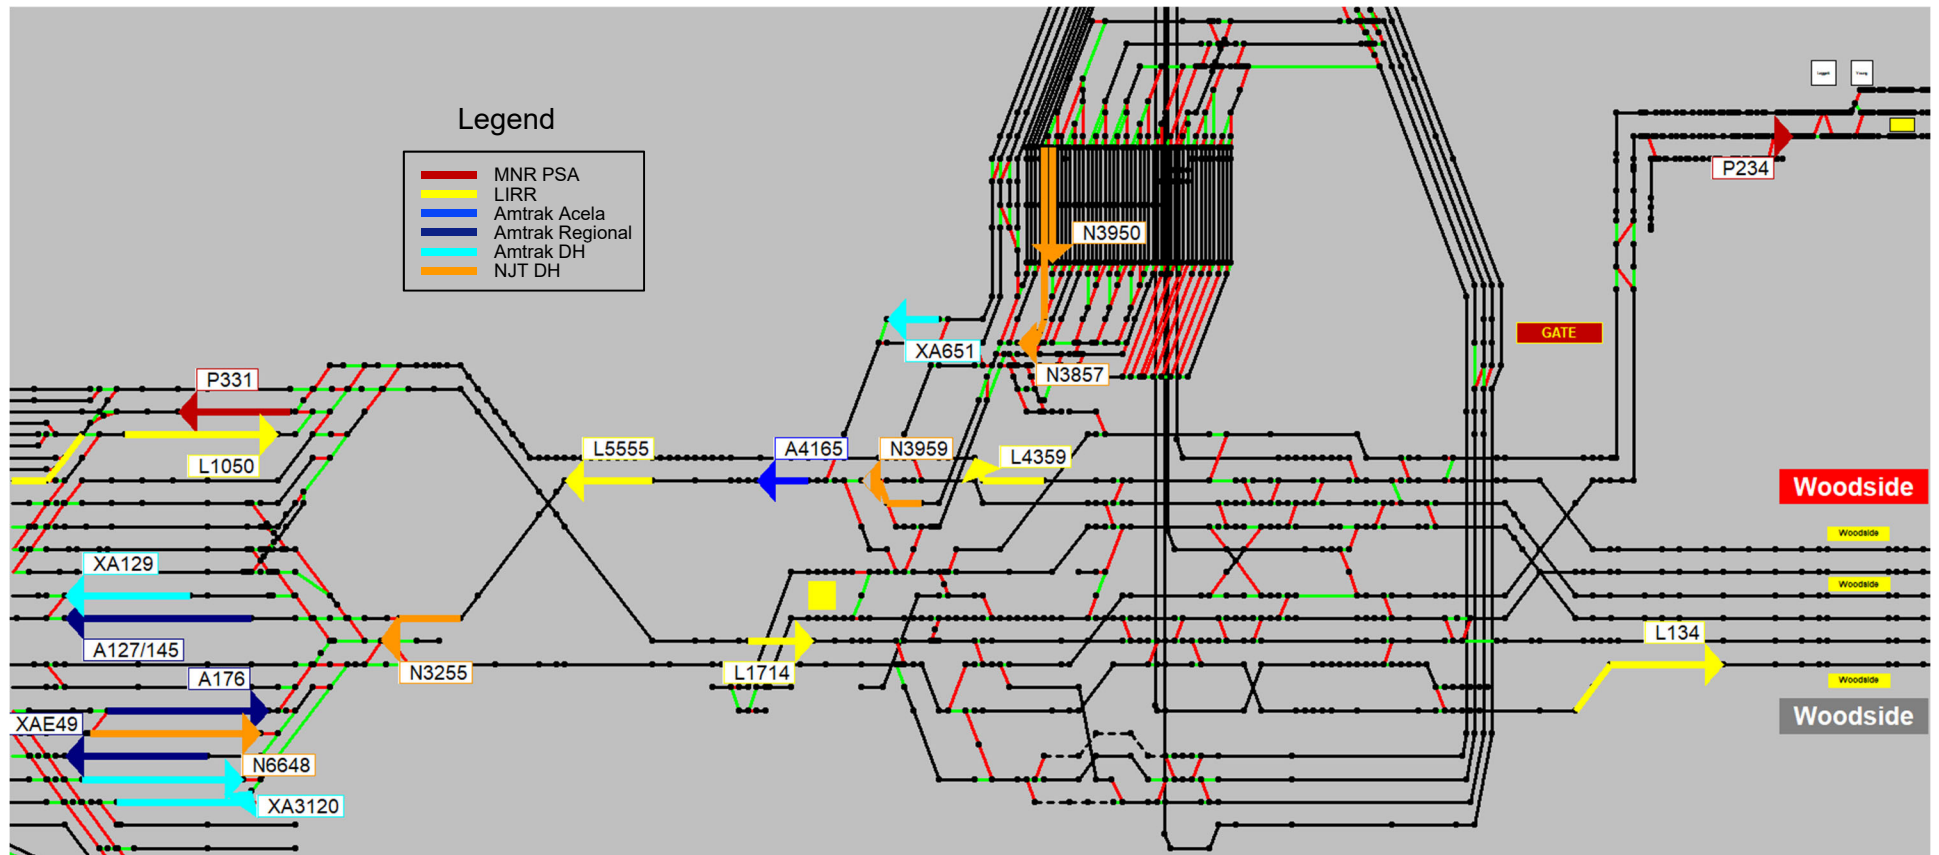 Legend
MNR PSA
LIRR
Amtrak Acela
Amtrak Regional
Amtrak DH
NJT DH
P234
N3950
GATE
XA651
N3857
P331
L1050
L5555
A4165
N3959
L4359
Woodside
Woodside
XA129
Woodside
A127/145
N3255
L1714
L134
A176
Woodside
XAE49
Woodside
N6648
XA3120